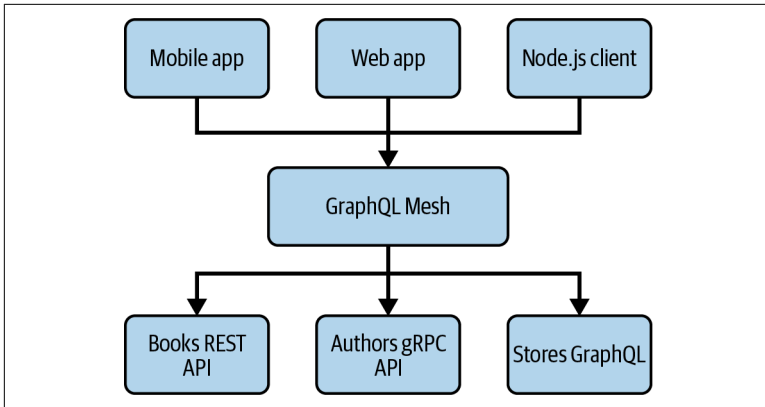 Mobile app
Web app
Node.js client
GraphQL Mesh
Books REST
API
Authors gRPC
API
Stores GraphQL